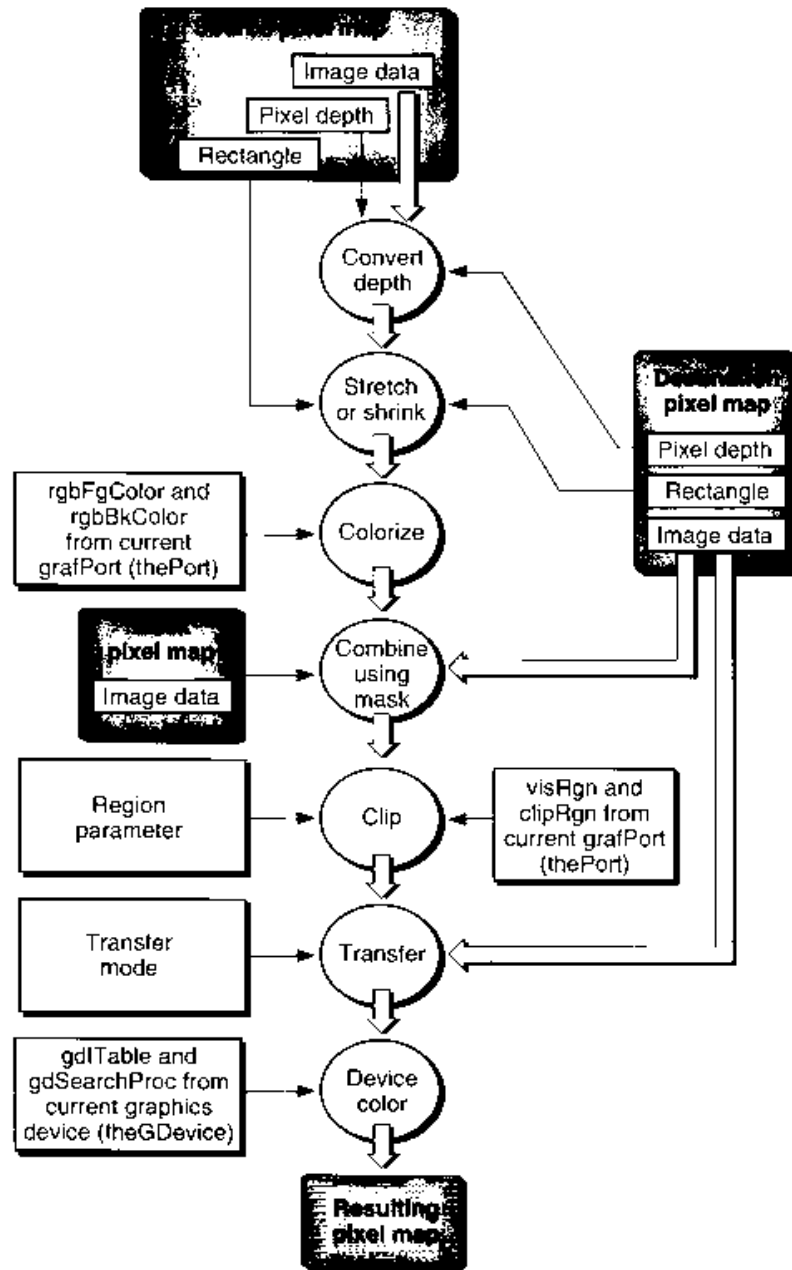 Image data
Pixel depth
Rectangle
Convert
depth
Stretch
or shrink
Destination
pixel map
Pixel depth
Rectangle
Image data
rgbFgColor and
rgbBkColor
from current
grafPort (thePort)
Colorize
pixel map
Image data
Combine
using
mask
Region
parameter
Clip
visRgn and
clipRgn from
current grafPort
(thePort)
Transfer
mode
Transfer
gdITable and
gdSearchProc from
current graphics
device (theGDevice)
Device
color
Resulting
pixel map